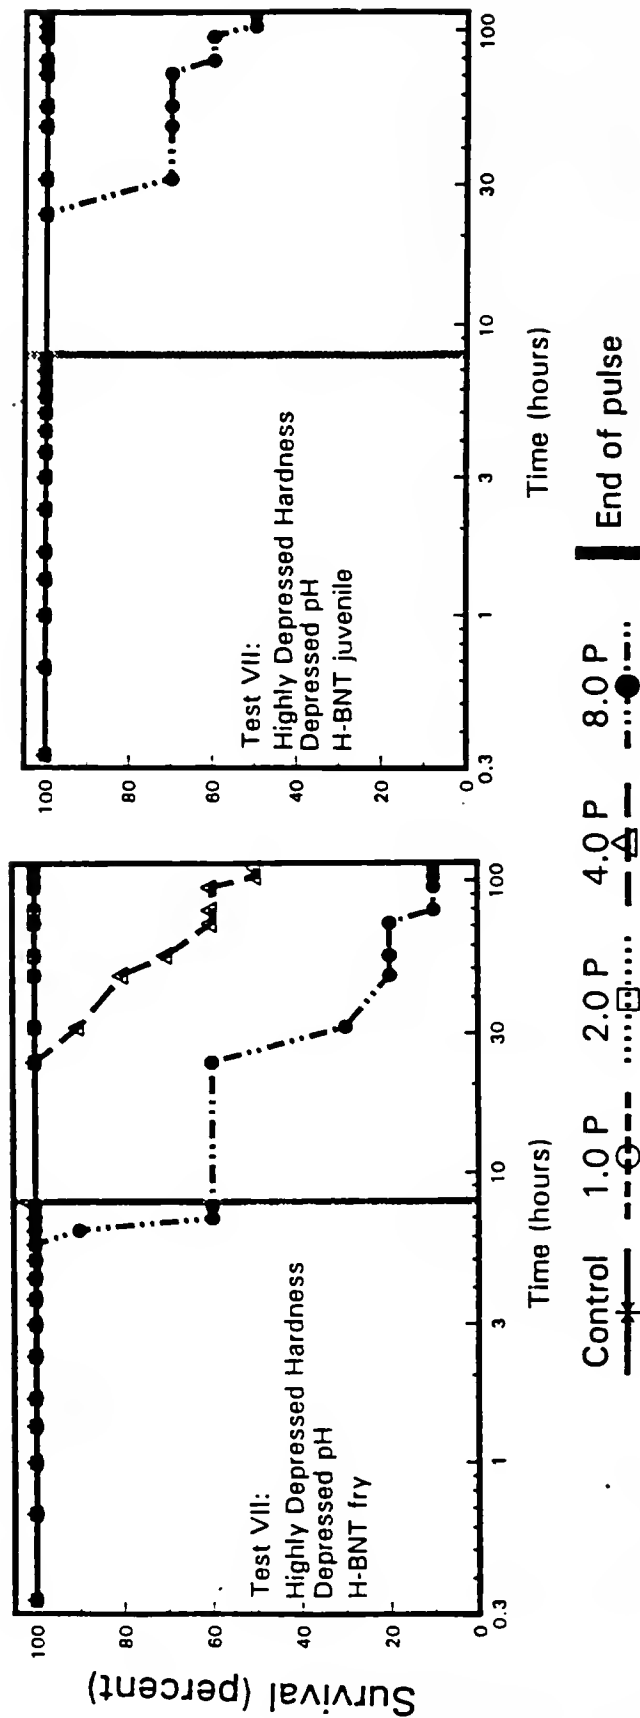 Survival (percent)
100
80
60
40
20
0
Test VII:
Highly Depressed Hardness
Depressed pH
H-BNT fry
0.3
1
3
10
30
100
Time (hours)
100
80
60
40
20
0
Test VII:
Highly Depressed Hardness
Depressed pH
H-BNT juvenile
0.3
1
3
10
30
100
Time (hours)
Control 1.0 P 2.0 P 4.0 P 8.0 P End of pulse